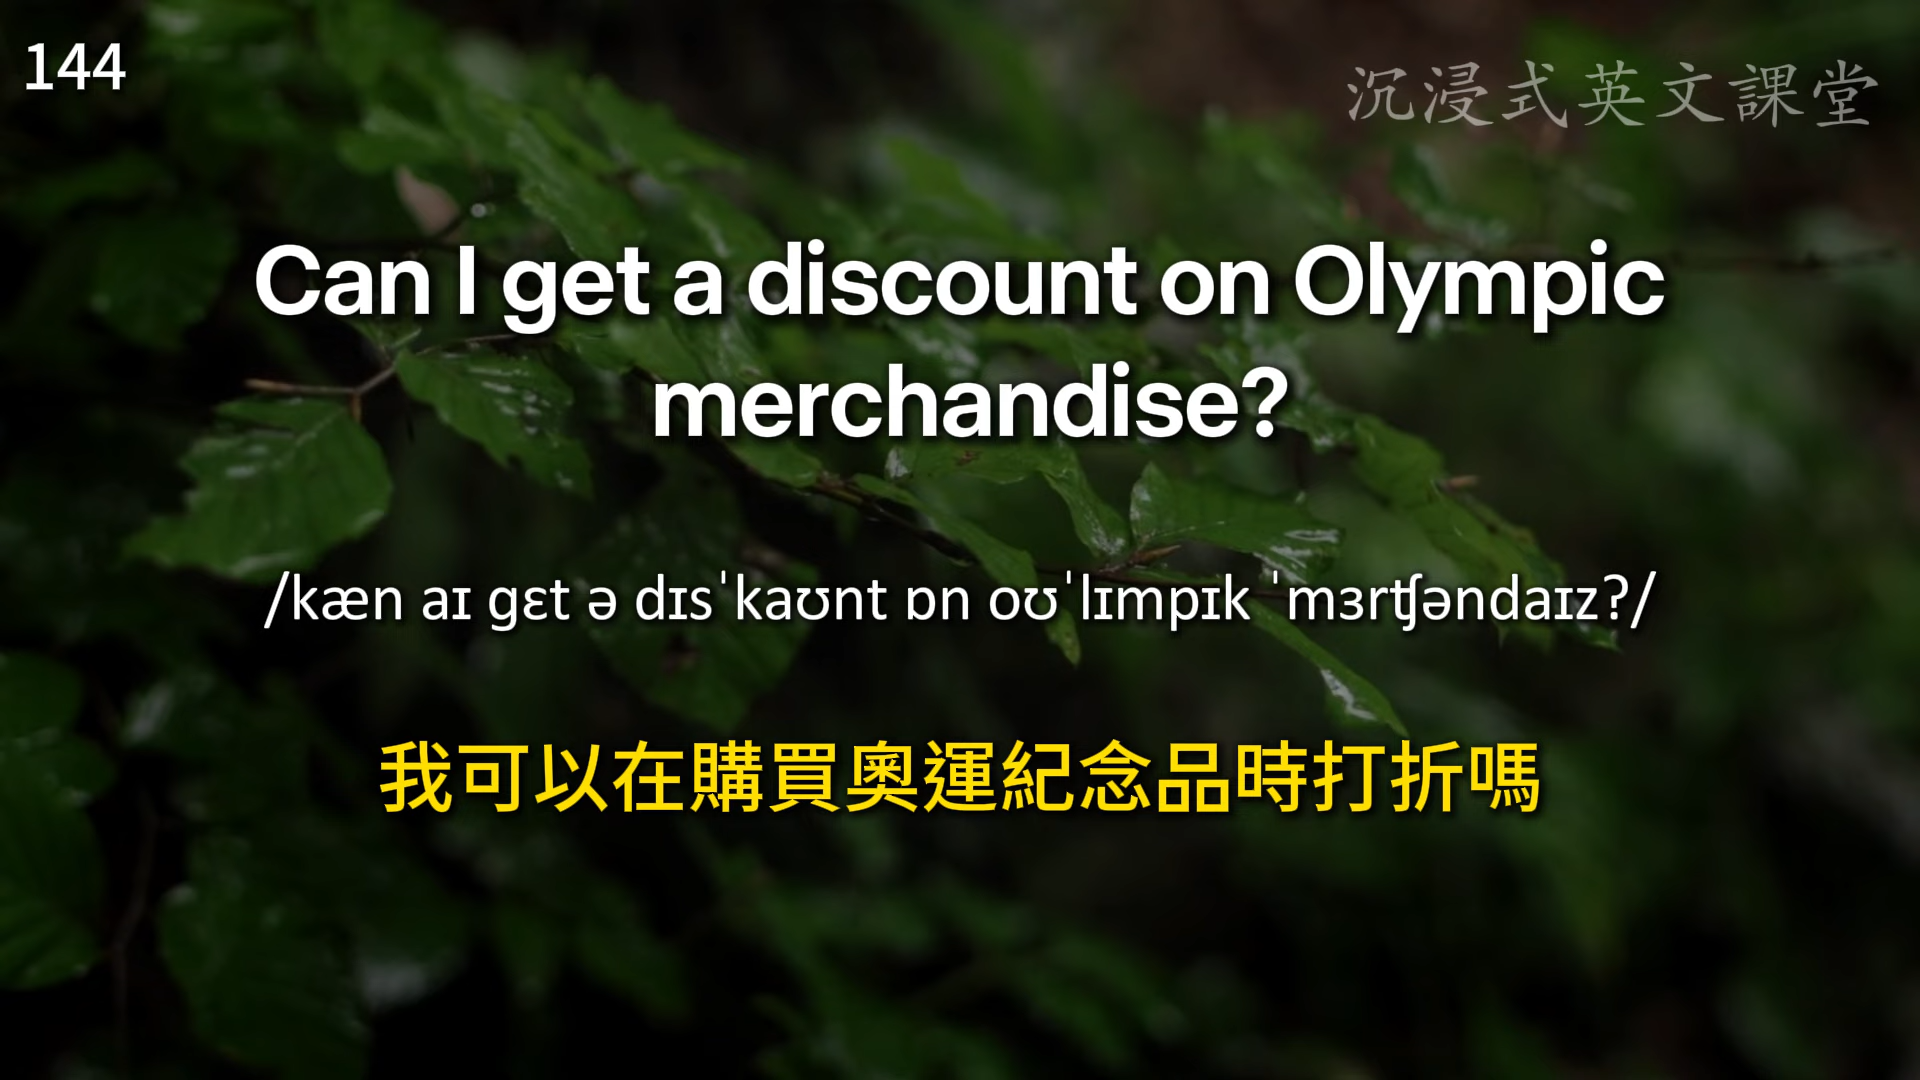 144
沉浸式英文課堂
Can I get a discount on Olympic
merchandise?
/kæn aɪ ɡɛt ə dɪsˈkaʊnt ɒn oʊˈlɪmpɪk ˈmɜrʧəndaɪz?/
我可以在購買奧運紀念品時打折嗎